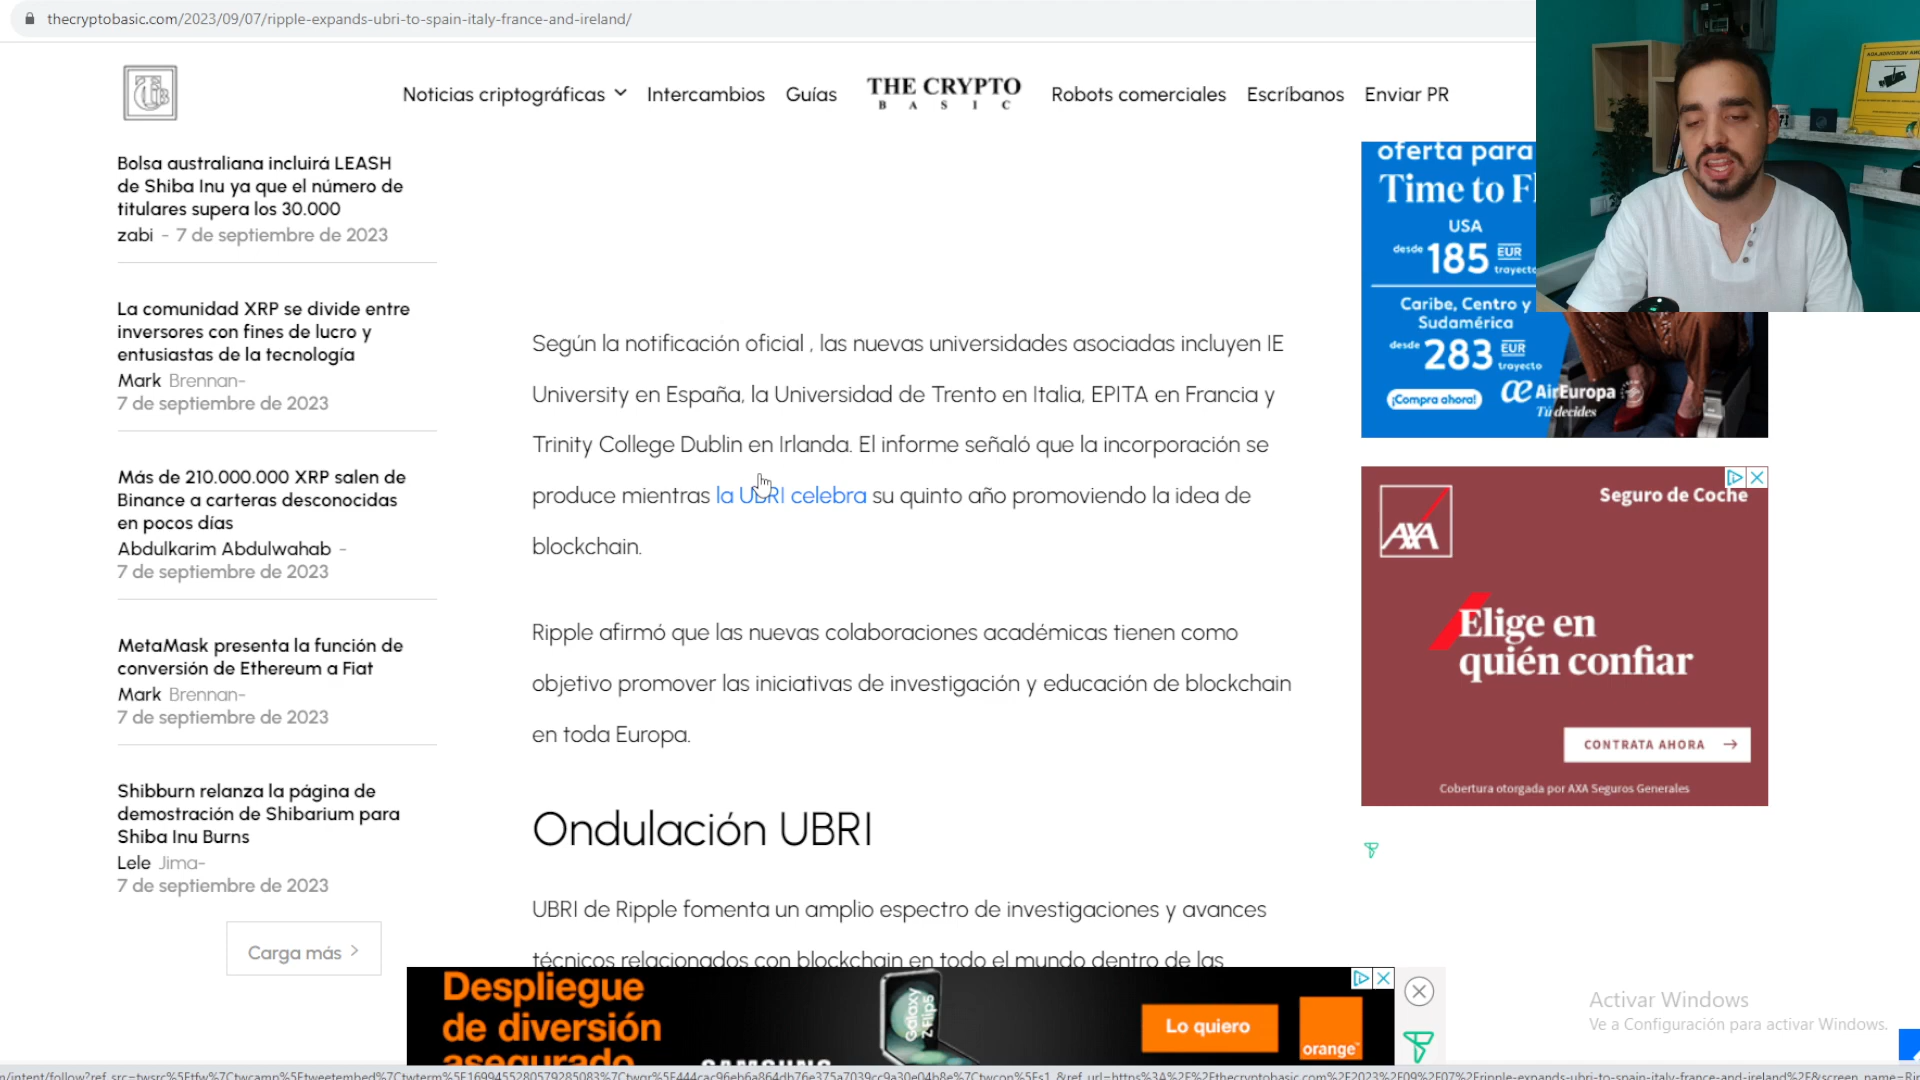 thecryptobasic.com/2023/09/07/ripple-expands-ubri-to-spain-italy-france-and-ireland/
Noticias criptográficas
Intercambios
Guías
THE CRYPTO
BASIC
Robots comerciales
Escríbanos
Enviar PR
Bolsa australiana incluirá LEASH
de Shiba Inu ya que el número de
titulares supera los 30.000
zabi - 7 de septiembre de 2023
La comunidad XRP se divide entre
inversores con fines de lucro y
entusiastas de la tecnología
Mark Brennan-
7 de septiembre de 2023
Más de 210.000.000 XRP salen de
Binance a carteras desconocidas
en pocos días
Abdulkarim Abdulwahab -
7 de septiembre de 2023
MetaMask presenta la función de
conversión de Ethereum a Fiat
Mark Brennan-
7 de septiembre de 2023
Shibburn relanza la página de
demostración de Shibarium para
Shiba Inu Burns
Lele Jima-
7 de septiembre de 2023
Carga más >
Según la notificación oficial , las nuevas universidades asociadas incluyen IE
University en España, la Universidad de Trento en Italia, EPITA en Francia y
Trinity College Dublin en Irlanda. El informe señaló que la incorporación se
produce mientras la UBRI celebra su quinto año promoviendo la idea de
blockchain.
Ripple afirmó que las nuevas colaboraciones académicas tienen como
objetivo promover las iniciativas de investigación y educación de blockchain
en toda Europa.
Ondulación UBRI
UBRI de Ripple fomenta un amplio espectro de investigaciones y avances
técnicos relacionados con blockchain en todo el mundo dentro de las
oferta para
Time to Fl
USA
desde 185 EUR
trayecto
Caribe, Centro y
Sudamérica
desde 283 EUR
trayecto
¡Compra ahora!
AirEuropa
Tú decides
Seguro de Coche
AXA
Elige en
quién confiar
CONTRATA AHORA →
Cobertura otorgada por AXA Seguros Generales
Despliegue
de diversión
asegurado
Galaxy
Z Flip5
SAMSUNG
Lo quiero
orange
Activar Windows
Ve a Configuración para activar Windows.